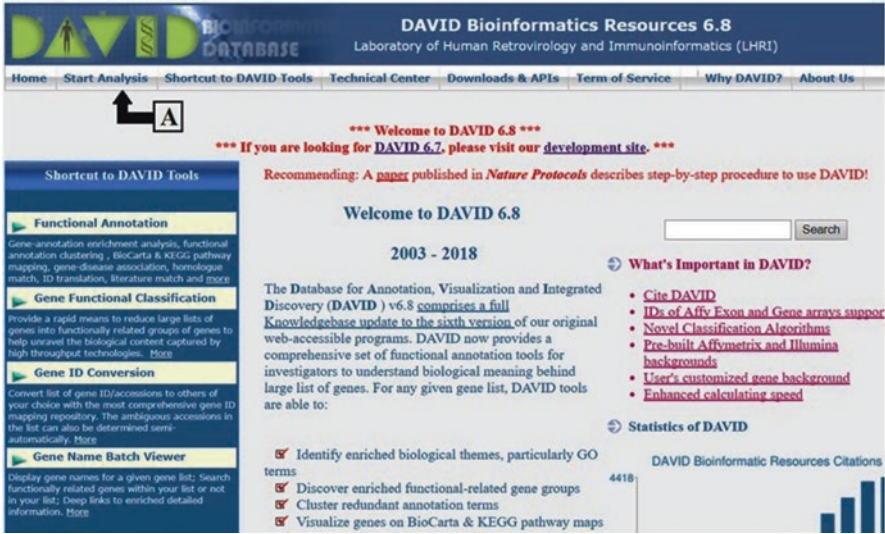 DAVID BIOINFORMATICS
DATABASE
DAVID Bioinformatics Resources 6.8
Laboratory of Human Retrovirology and Immunoinformatics (LHRI)
Home Start Analysis Shortcut to DAVID Tools Technical Center Downloads & APIs Term of Service Why DAVID? About Us
A
*** Welcome to DAVID 6.8 ***
*** If you are looking for DAVID 6.7, please visit our development site. ***
Shortcut to DAVID Tools
Functional Annotation
Gene-annotation enrichment analysis, functional
annotation clustering , BioCarta & KEGG pathway
mapping, gene-disease association, homologue
match, ID translation, literature match and more
Gene Functional Classification
Provide a rapid means to reduce large lists of
genes into functionally related groups of genes to
help unravel the biological content captured by
high throughput technologies. More
Gene ID Conversion
Convert list of gene ID/accessions to others of
your choice with the most comprehensive gene ID
mapping repository. The ambiguous accessions in
the list can also be determined semi-
automatically. More
Gene Name Batch Viewer
Display gene names for a given gene list; Search
functionally related genes within your list or not
in your list; Deep links to enriched detailed
information. More
Recommending: A paper published in Nature Protocols describes step-by-step procedure to use DAVID!
Welcome to DAVID 6.8
2003 - 2018
The Database for Annotation, Visualization and Integrated
Discovery (DAVID ) v6.8 comprises a full
Knowledgebase update to the sixth version of our original
web-accessible programs. DAVID now provides a
comprehensive set of functional annotation tools for
investigators to understand biological meaning behind
large list of genes. For any given gene list, DAVID tools
are able to:
Identify enriched biological themes, particularly GO
terms
Discover enriched functional-related gene groups
Cluster redundant annotation terms
Visualize genes on BioCarta & KEGG pathway maps
Search
What's Important in DAVID?
• Cite DAVID
• IDs of Affy Exon and Gene arrays suppor
• Novel Classification Algorithms
• Pre-built Affymetrix and Illumina
backgrounds
• User's customized gene background
• Enhanced calculating speed
Statistics of DAVID
DAVID Bioinformatic Resources Citations
4418